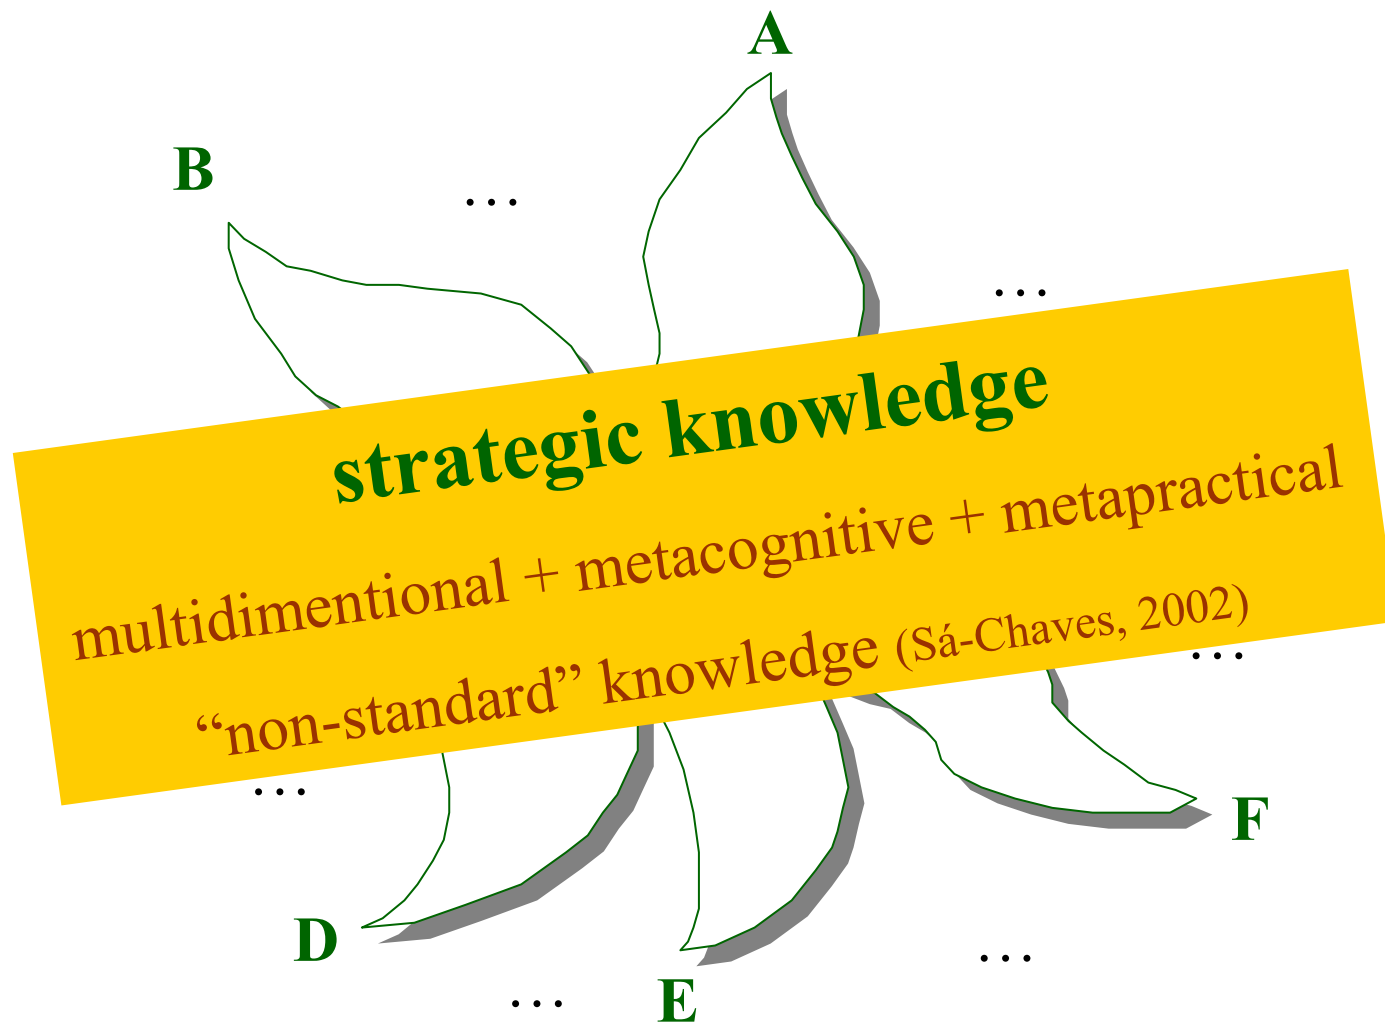 A
B
...
...
strategic knowledge
multidimentional + metacognitive + metapractical
“non-standard” knowledge (Sá-Chaves, 2002)
...
...
F
D
...
E
...